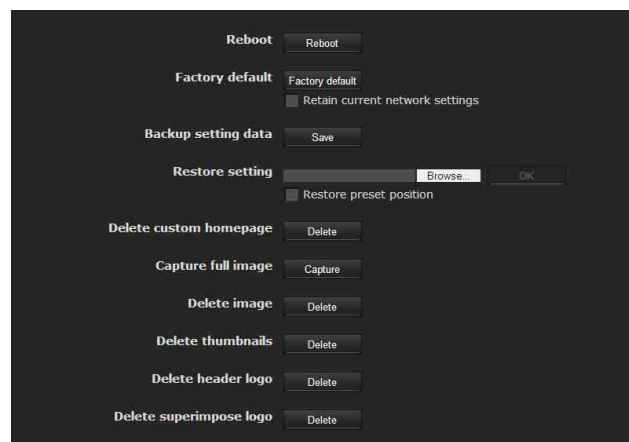 Reboot Reboot
Factory default Factory default
Retain current network settings
Backup setting data Save
Restore setting Browse... OK
Restore preset position
Delete custom homepage Delete
Capture full image Capture
Delete image Delete
Delete thumbnails Delete
Delete header logo Delete
Delete superimpose logo Delete